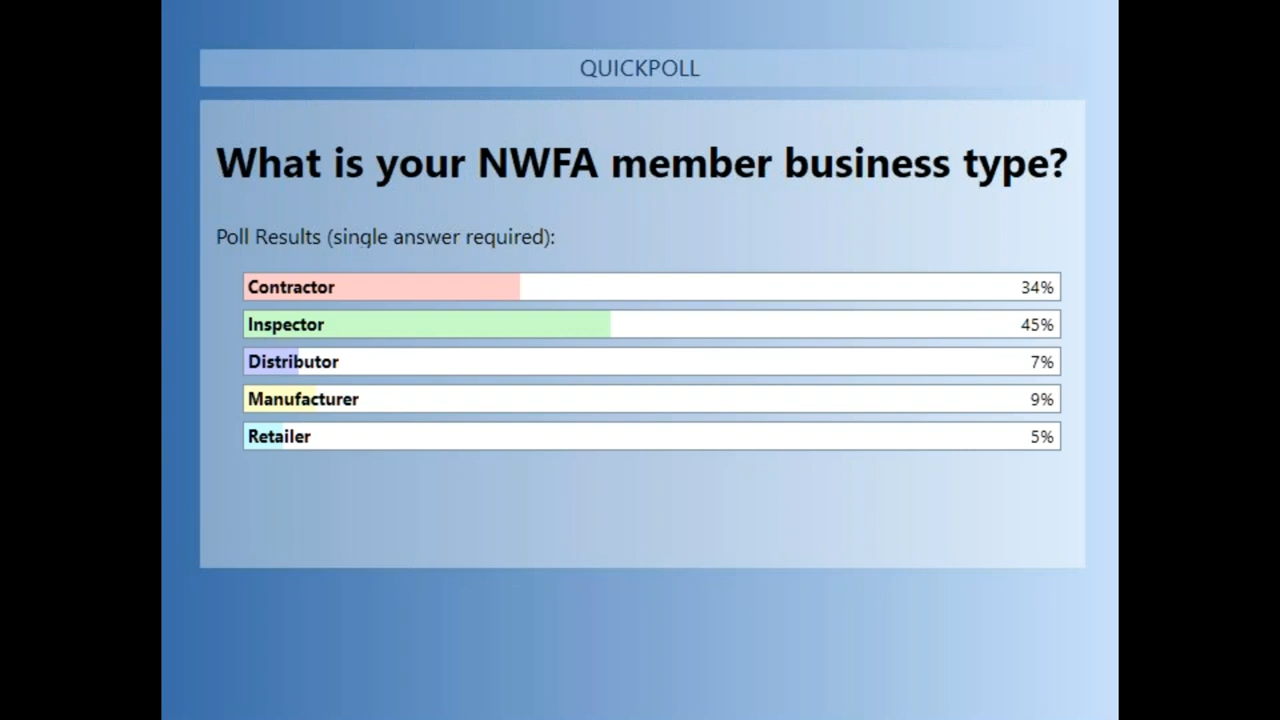 QUICKPOLL
What is your NWFA member business type?
Poll Results (single answer required):
Contractor 34%
Inspector 45%
Distributor 7%
Manufacturer 9%
Retailer 5%